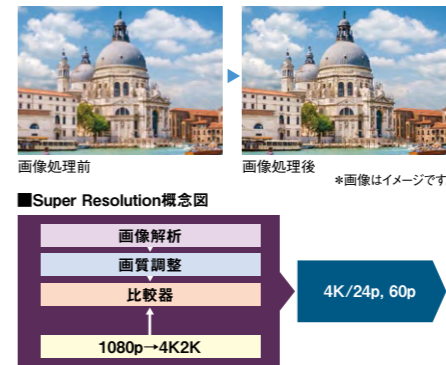 画像処理前
画像処理後
*画像はイメージです
■Super Resolution概念図
画像解析
画質調整
比較器
1080p→4K2K
4K/24p, 60p